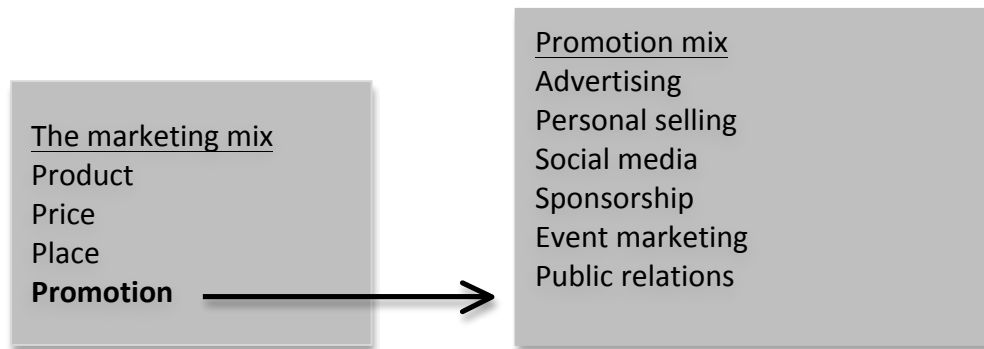 The marketing mix
Product
Price
Place
Promotion
Promotion mix
Advertising
Personal selling
Social media
Sponsorship
Event marketing
Public relations